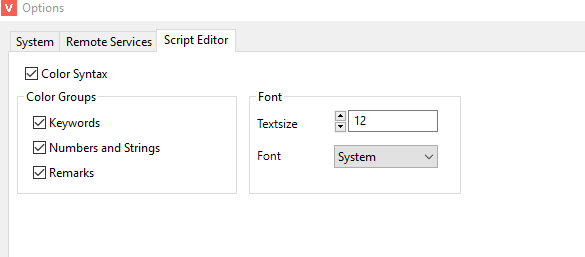 V Options
System Remote Services Script Editor
Color Syntax
Color Groups Font
Keywords Textsize 12
Numbers and Strings Font System
Remarks